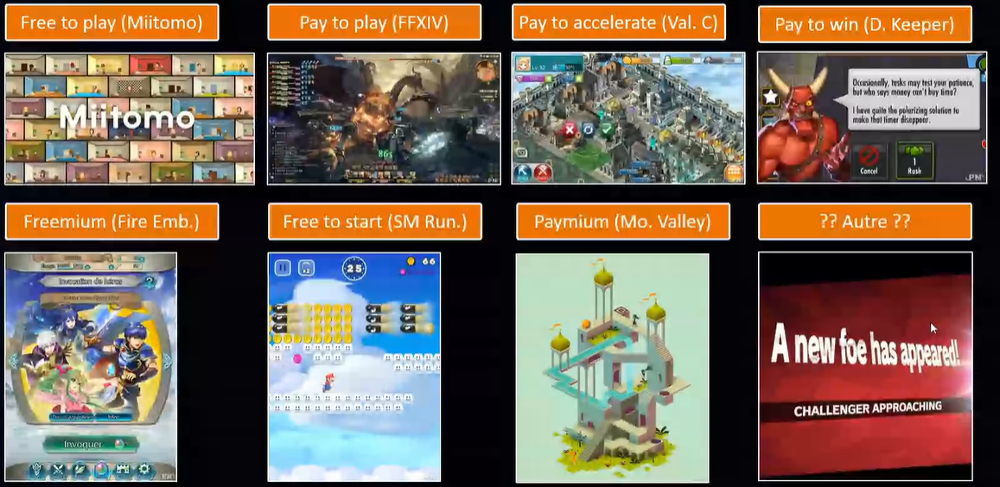 Free to play (Miitomo)
Pay to play (FFXIV)
Pay to accelerate (Val. C)
Pay to win (D. Keeper)
Miitomo
865
Occasionally, tasks may test your patience,
but who says money can't buy time?
I have quite the polarizing solution to
make that timer disappear.
Cancel
1
Rush
Freemium (Fire Emb.)
Free to start (SM Run.)
Paymium (Mo. Valley)
?? Autre ??
Invocation de héros
Invoquer
x2
25
66
A new foe has appeared!
CHALLENGER APPROACHING